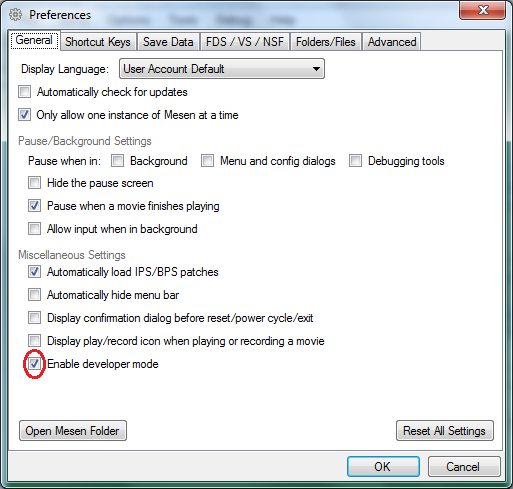 Preferences
General Shortcut Keys Save Data FDS / VS / NSF Folders/Files Advanced
Display Language: User Account Default
Automatically check for updates
Only allow one instance of Mesen at a time
Pause/Background Settings
Pause when in: Background Menu and config dialogs Debugging tools
Hide the pause screen
Pause when a movie finishes playing
Allow input when in background
Miscellaneous Settings
Automatically load IPS/BPS patches
Automatically hide menu bar
Display confirmation dialog before reset/power cycle/exit
Display play/record icon when playing or recording a movie
Enable developer mode
Open Mesen Folder Reset All Settings
OK Cancel